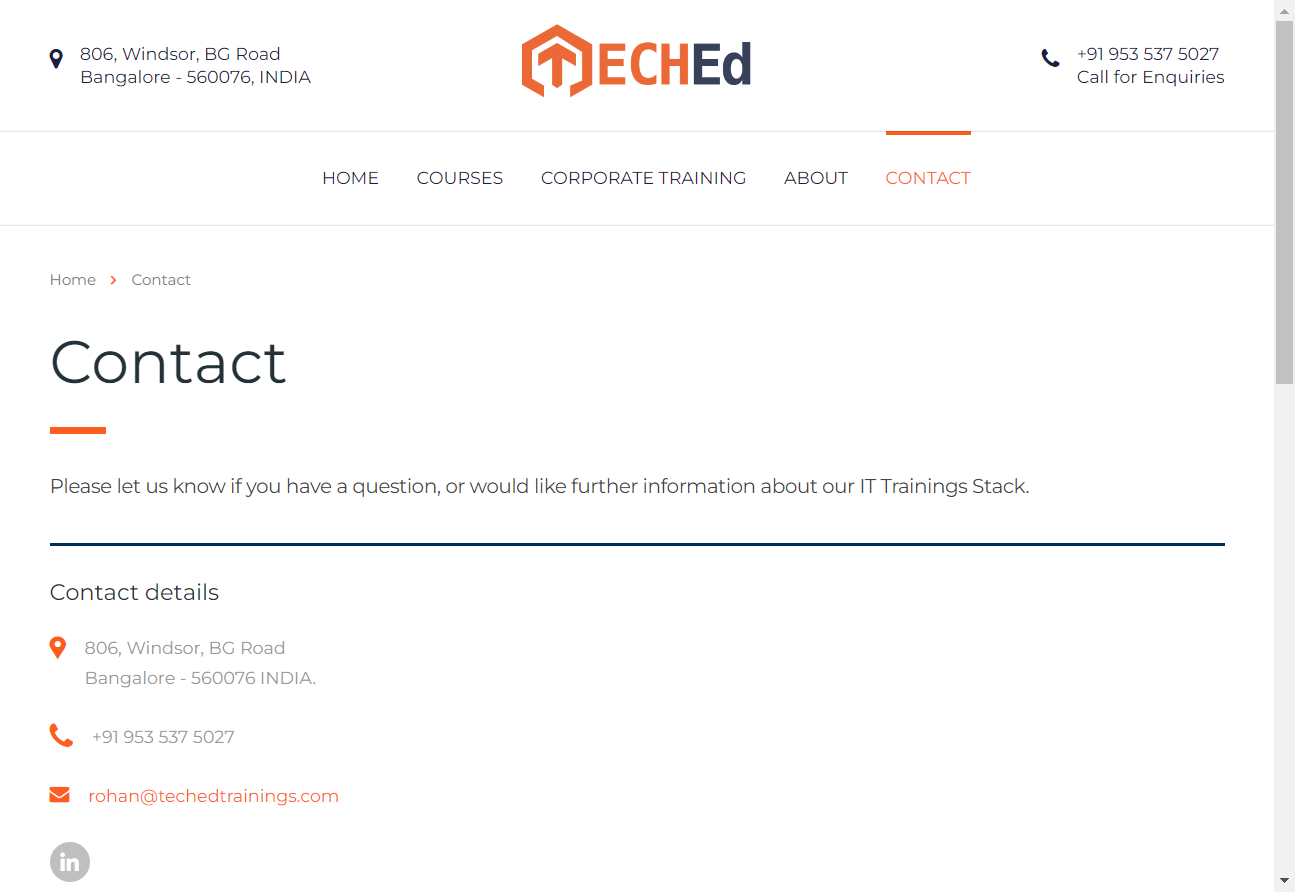 806, Windsor, BG Road
Bangalore - 560076, INDIA
TECHEd
+91 953 537 5027
Call for Enquiries
HOME COURSES CORPORATE TRAINING ABOUT CONTACT
Home Contact
Contact
Please let us know if you have a question, or would like further information about our IT Trainings Stack.
Contact details
806, Windsor, BG Road
Bangalore - 560076 INDIA.
+91 953 537 5027
rohan@techedtrainings.com
in